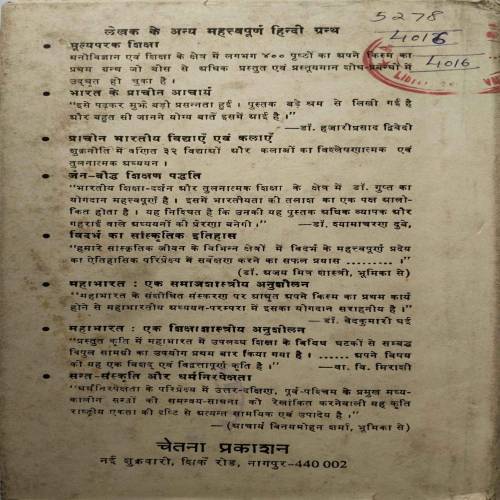 5278
4016
4016
लेखक के अन्य महत्त्वपूर्ण हिन्दी ग्रन्थ
• मूल्यपरक शिक्षा
मनोविज्ञान एवं शिक्षा के क्षेत्र में लगभग ४०० पृष्ठों का अपने किस्म का
प्रथम ग्रन्थ जो बीस से अधिक प्रस्तुत एवं प्रस्तूयमान शोध-प्रबन्धों में
उद्धृत हो चुका है।
• भारत के प्राचीन आचार्य
"इसे पढ़कर मुझे बड़ी प्रसन्नता हुई। पुस्तक बड़े श्रम से लिखी गई है
और बहुत सी जानने योग्य बातें इसमें आई हैं।"
—डॉ. हजारीप्रसाद द्विवेदी
• प्राचीन भारतीय विद्याएँ एवं कलाएँ
शुक्रनीति में वर्णित ३२ विद्याओं और कलाओं का विश्लेषणात्मक एवं
तुलनात्मक अध्ययन।
• जैन-बौद्ध शिक्षण पद्धति
"भारतीय शिक्षा-दर्शन और तुलनात्मक शिक्षा के क्षेत्र में डॉ. गुप्त का
योगदान महत्त्वपूर्ण है। इसमें भारतीयता की तलाश का एक पक्ष आलो-
कित होता है। यह निश्चित है कि उनकी यह पुस्तक अधिक व्यापक और
गहराई वाले अध्ययनों की प्रेरणा बनेगी।" —डॉ. श्यामाचरण दुबे,
• विदर्भ का सांस्कृतिक इतिहास
"हमारे सांस्कृतिक जीवन के विभिन्न क्षेत्रों में विदर्भ के महत्त्वपूर्ण प्रदेय
का ऐतिहासिक परिप्रेक्ष्य में सर्वेक्षण करने का सफल प्रयास .........।"
(डॉ. अजय मित्र शास्त्री, भूमिका से)
• महाभारत : एक समाजशास्त्रीय अनुशीलन
"महाभारत के संशोधित संस्करण पर आधृत अपने किस्म का प्रथम कार्य
होने से महाभारतीय अध्ययन-परम्परा में इसका योगदान सराहनीय है।"
— डॉ. वेदकुमारी घई
• महाभारत : एक शिक्षाशास्त्रीय अनुशीलन
"प्रस्तुत कृति में महाभारत में उपलब्ध शिक्षा के विविध घटकों से सम्बद्ध
विपुल सामग्री का उपयोग प्रथम बार किया गया है। ...... अपने विषय
की यह एक विशद् एवं विद्वत्तापूर्ण कृति है।" —वा. वि. मिराशी
• सन्त-संस्कृति और धर्मनिरपेक्षता
"धर्मनिरपेक्षता के परिप्रेक्ष्य में उत्तर-दक्षिण, पूर्व-पश्चिम के प्रमुख मध्य-
कालीन सन्तों की समन्वय-साधना को रेखांकित करनेवाली यह कृति
राष्ट्रीय एकता की दृष्टि से अत्यन्त सामयिक एवं उपादेय है।"
— (आचार्य विनयमोहन शर्मा, भूमिका से)
चेतना प्रकाशन
नई शुक्रवारी, रोड, नागपुर-440 002